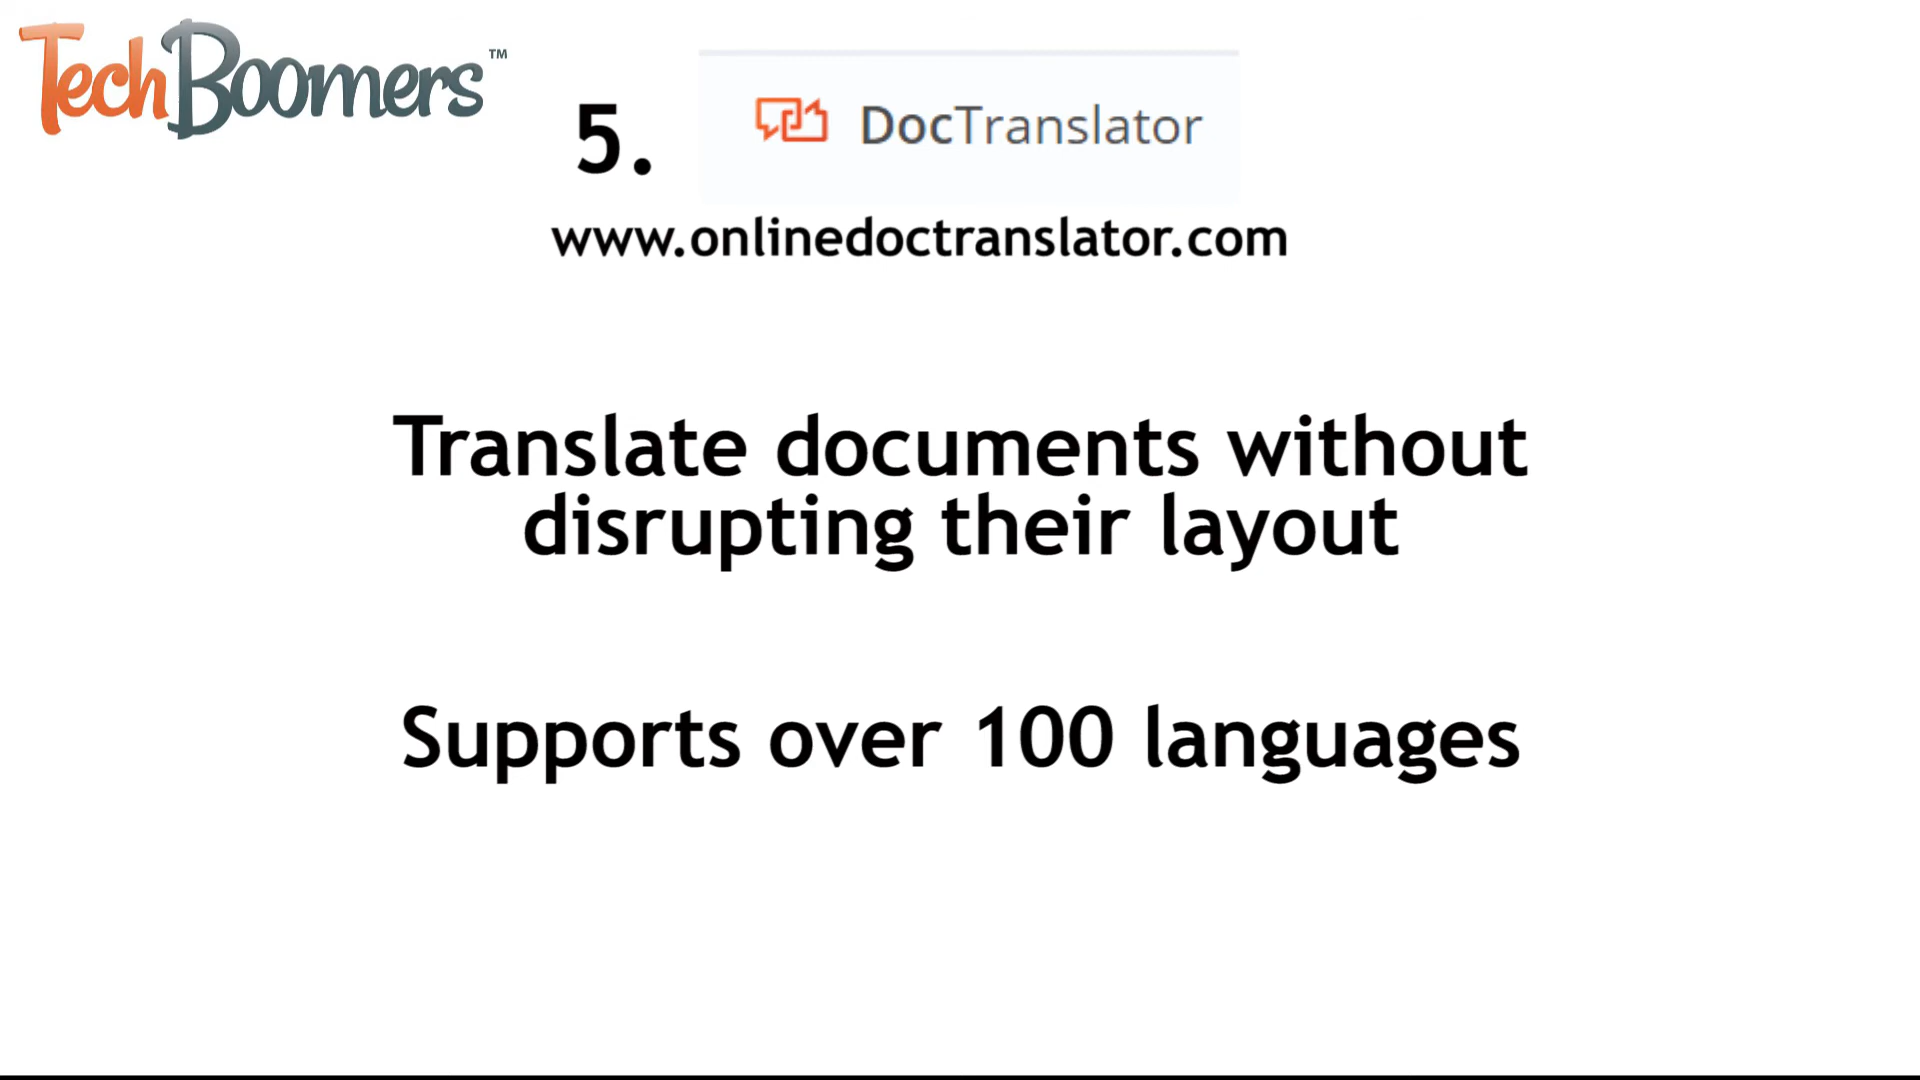 TechBoomers™
5. DocTranslator
www.onlinedoctranslator.com
Translate documents without
disrupting their layout
Supports over 100 languages